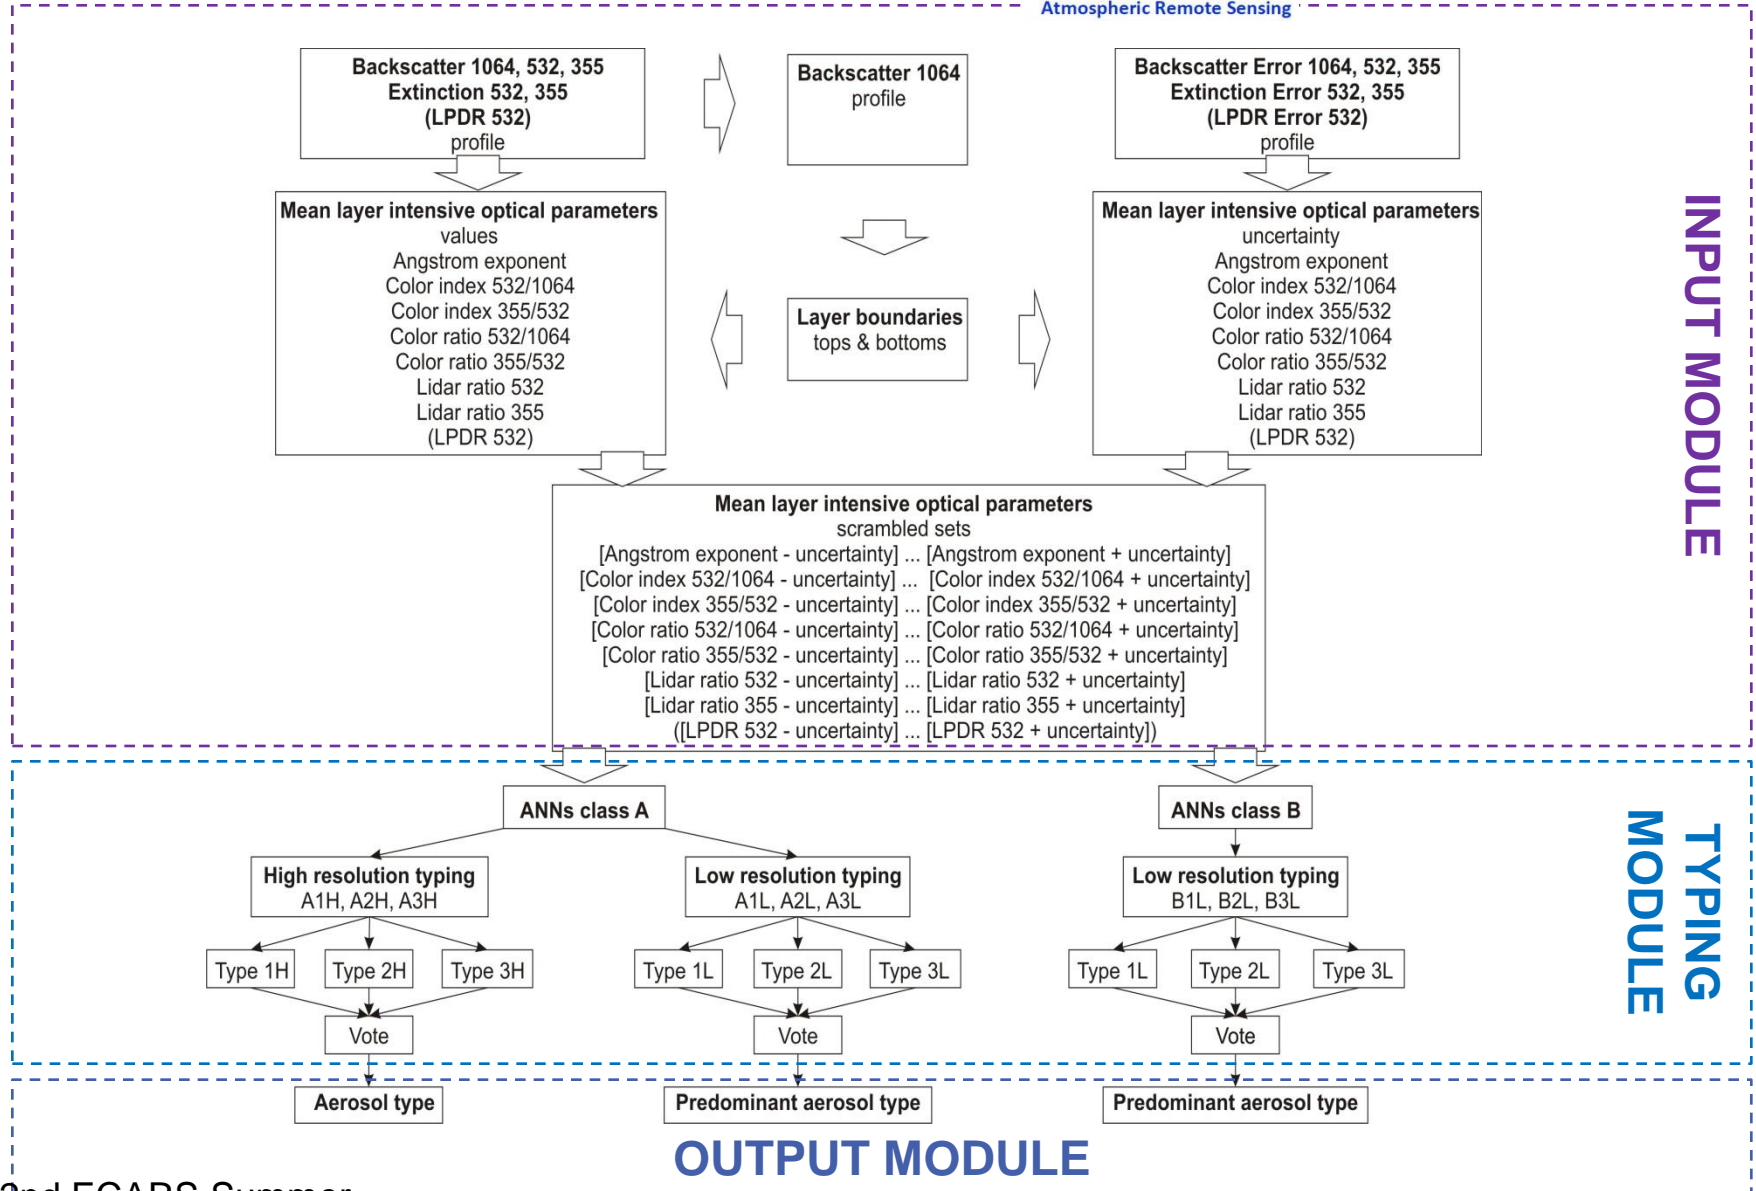 Atmospheric Remote Sensing
Backscatter 1064, 532, 355
Extinction 532, 355
(LPDR 532)
profile
Backscatter 1064
profile
Backscatter Error 1064, 532, 355
Extinction Error 532, 355
(LPDR Error 532)
profile
Mean layer intensive optical parameters
values
Angstrom exponent
Color index 532/1064
Color index 355/532
Color ratio 532/1064
Color ratio 355/532
Lidar ratio 532
Lidar ratio 355
(LPDR 532)
Layer boundaries
tops & bottoms
Mean layer intensive optical parameters
uncertainty
Angstrom exponent
Color index 532/1064
Color index 355/532
Color ratio 532/1064
Color ratio 355/532
Lidar ratio 532
Lidar ratio 355
(LPDR 532)
INPUT MODULE
Mean layer intensive optical parameters
scrambled sets
[Angstrom exponent - uncertainty] ... [Angstrom exponent + uncertainty]
[Color index 532/1064 - uncertainty] ... [Color index 532/1064 + uncertainty]
[Color index 355/532 - uncertainty] ... [Color index 355/532 + uncertainty]
[Color ratio 532/1064 - uncertainty] ... [Color ratio 532/1064 + uncertainty]
[Color ratio 355/532 - uncertainty] ... [Color ratio 355/532 + uncertainty]
[Lidar ratio 532 - uncertainty] ... [Lidar ratio 532 + uncertainty]
[Lidar ratio 355 - uncertainty] ... [Lidar ratio 355 + uncertainty]
([LPDR 532 - uncertainty] ... [LPDR 532 + uncertainty])
ANNs class A
ANNs class B
High resolution typing
A1H, A2H, A3H
Low resolution typing
A1L, A2L, A3L
Low resolution typing
B1L, B2L, B3L
Type 1H
Type 2H
Type 3H
Type 1L
Type 2L
Type 3L
Type 1L
Type 2L
Type 3L
Vote
Vote
Vote
TYPING
MODULE
Aerosol type
Predominant aerosol type
Predominant aerosol type
OUTPUT MODULE
Summer